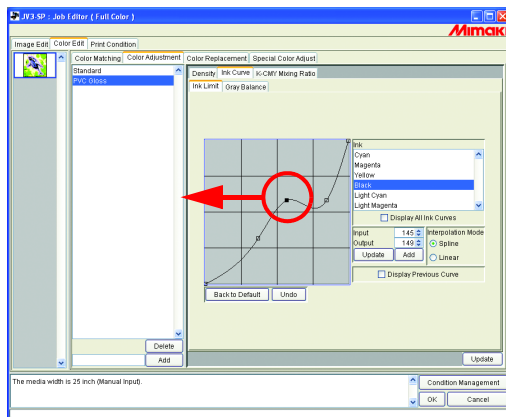 JV3-SP : Job Editor ( Full Color )
Mimaki
Image Edit Color Edit Print Condition
Color Matching Color Adjustment Color Replacement Special Color Adjust
Standard
PVC Gloss
Density Ink Curve K-CMY Mixing Ratio
Ink Limit Gray Balance
Ink
Cyan
Magenta
Yellow
Black
Light Cyan
Light Magenta
Display All Ink Curves
Input 145
Output 149
Update Add
Interpolation Mode
Spline
Linear
Display Previous Curve
Back to Default Undo
Delete
Add
Update
The media width is 25 inch (Manual Input).
Condition Management
OK Cancel